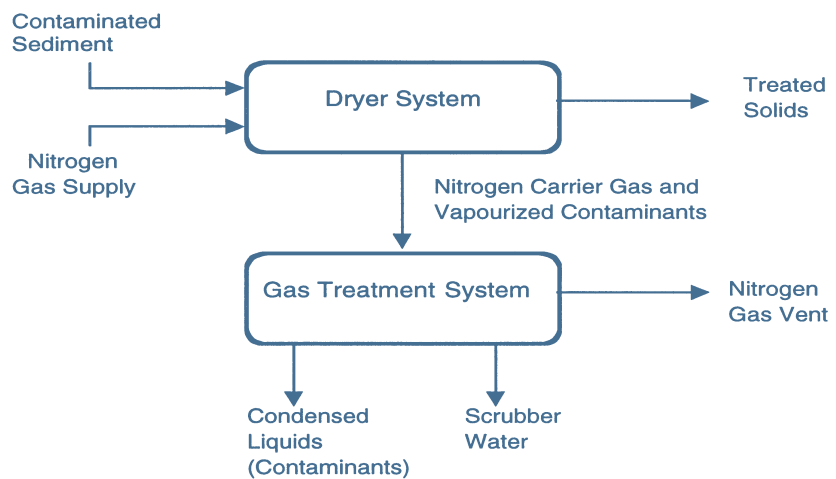 Contaminated
Sediment
Dryer System
Treated
Solids
Nitrogen
Gas Supply
Nitrogen Carrier Gas and
Vapourized Contaminants
Gas Treatment System
Nitrogen
Gas Vent
Condensed
Liquids
(Contaminants)
Scrubber
Water